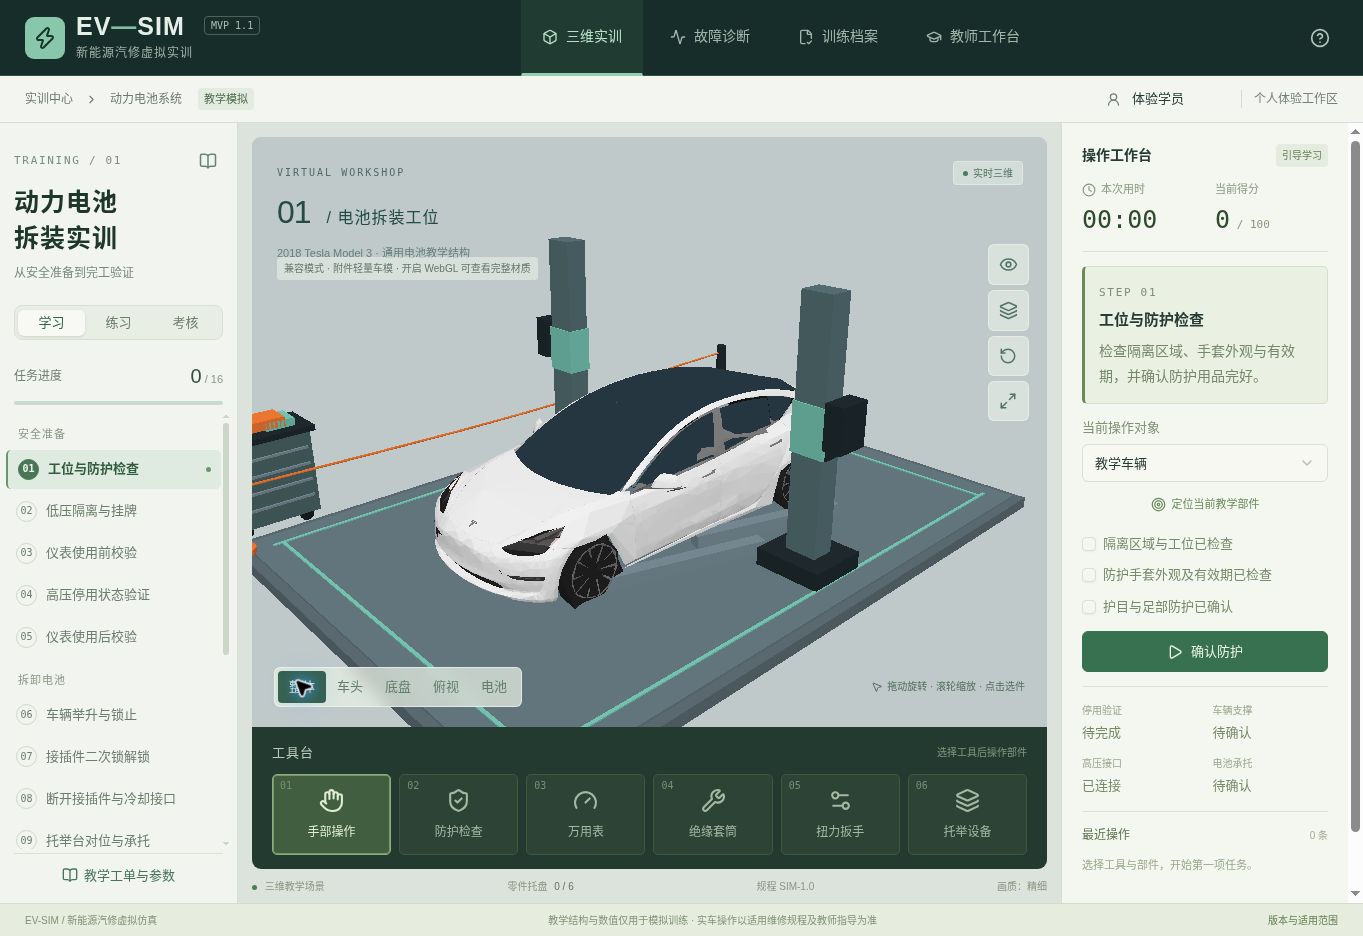 EV—SIM
MVP 1.1
新能源汽修虚拟实训
三维实训
故障诊断
训练档案
教师工作台
实训中心
动力电池系统
教学模拟
体验学员
个人体验工作区
TRAINING / 01
动力电池
拆装实训
从安全准备到完工验证
学习
练习
考核
任务进度
0 / 16
安全准备
01 工位与防护检查
02 低压隔离与挂牌
03 仪表使用前校验
04 高压停用状态验证
05 仪表使用后校验
拆卸电池
06 车辆举升与锁止
07 接插件二次锁解锁
08 断开接插件与冷却接口
09 托举台对位与承托
教学工单与参数
VIRTUAL WORKSHOP
01 / 电池拆装工位
2018 Tesla Model 3 · 通用电池教学结构
兼容模式 · 附件轻量车模 · 开启 WebGL 可查看完整材质
实时三维
车头
底盘
俯视
电池
拖动旋转 · 滚轮缩放 · 点击选件
工具台
选择工具后操作部件
01 手部操作
02 防护检查
03 万用表
04 绝缘套筒
05 扭力扳手
06 托举设备
三维教学场景
零件托盘 0 / 6
规程 SIM-1.0
画质：精细
操作工作台
引导学习
本次用时
当前得分
00:00
0 / 100
STEP 01
工位与防护检查
检查隔离区域、手套外观与有效
期，并确认防护用品完好。
当前操作对象
教学车辆
定位当前教学部件
隔离区域与工位已检查
防护手套外观及有效期已检查
护目与足部防护已确认
确认防护
停用验证
车辆支撑
待完成
待确认
高压接口
电池承托
已连接
待确认
最近操作
0 条
选择工具与部件，开始第一项任务。
EV-SIM / 新能源汽修虚拟仿真
教学结构与数值仅用于模拟训练 · 实车操作以适用维修规程及教师指导为准
版本与适用范围